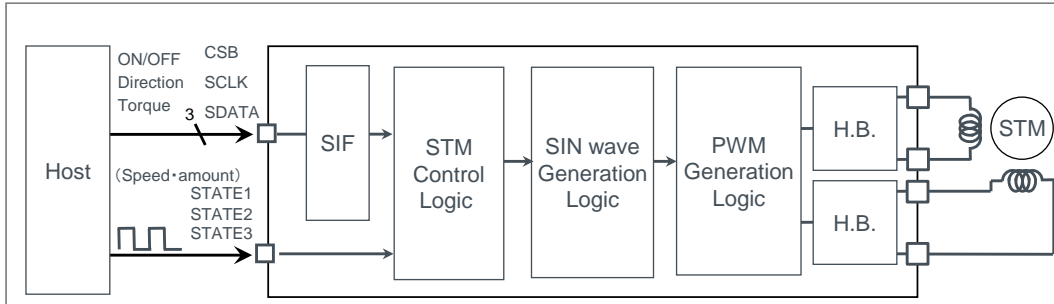 Host
ON/OFF
Direction
Torque
CSB
SCLK
SDATA
3
（Speed・amount）
STATE1
STATE2
STATE3
SIF
STM
Control
Logic
SIN wave
Generation
Logic
PWM
Generation
Logic
H.B.
H.B.
STM